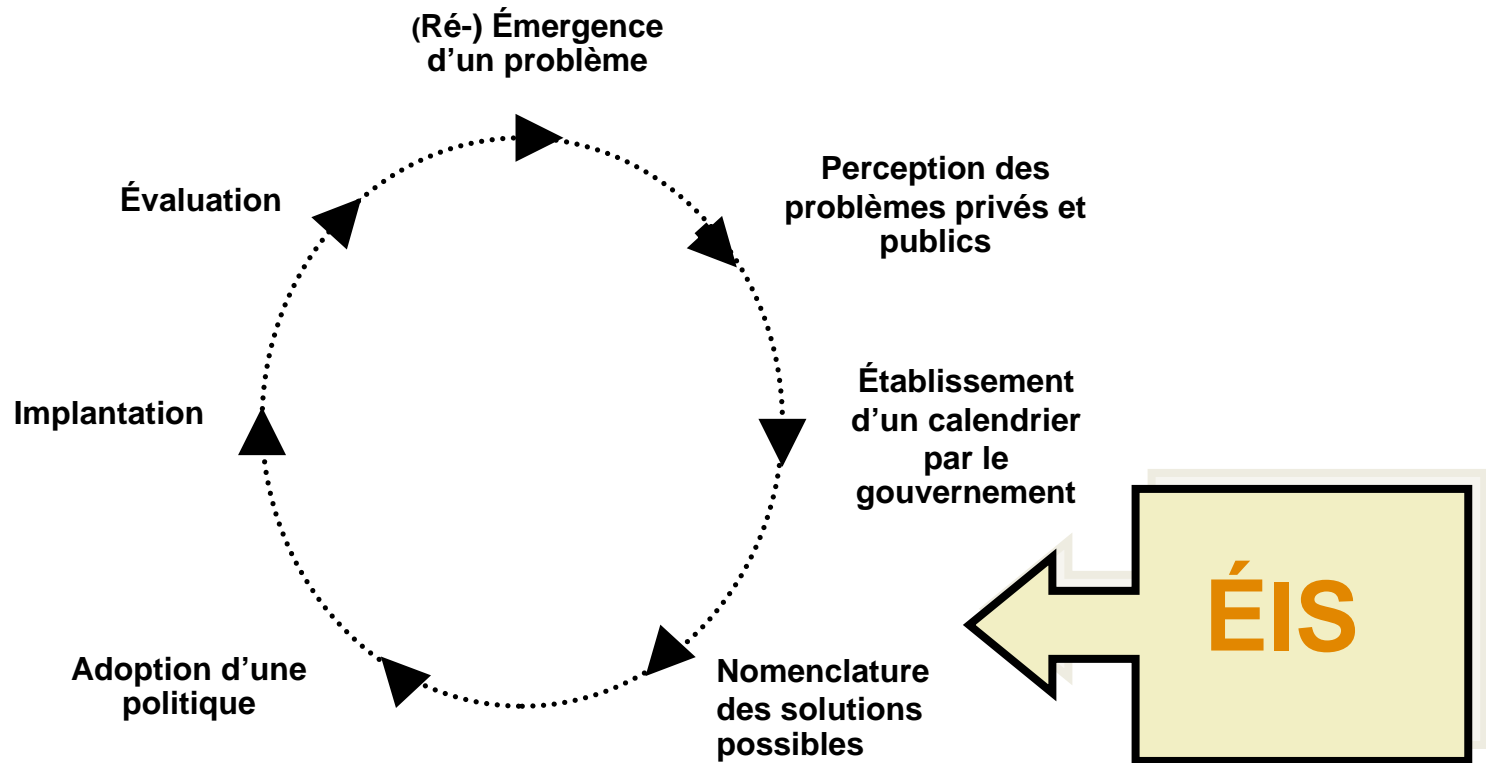 (Ré-) Émergence
d’un problème
Perception des
problèmes privés et
publics
Établissement
d’un calendrier
par le
gouvernement
ÉIS
Nomenclature
des solutions
possibles
Adoption d’une
politique
Implantation
Évaluation